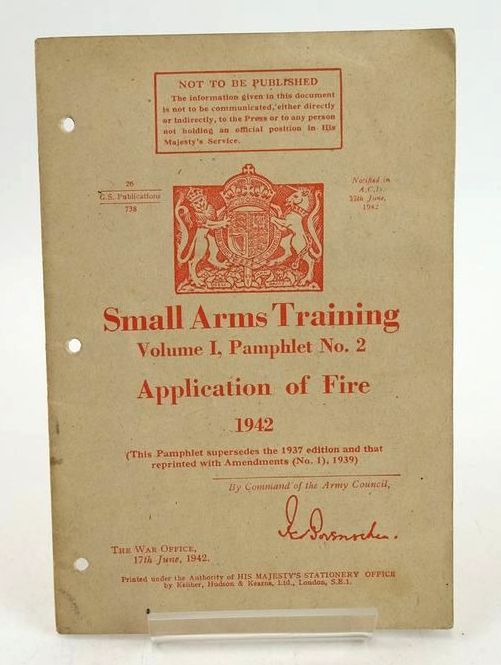 NOT TO BE PUBLISHED
The information given in this document
is not to be communicated, either directly
or indirectly, to the Press or to any person
not holding an official position in His
Majesty's Service.
26
G.S. Publications
738
Notified in
A.C.Is.
17th June,
1942
Small Arms Training
Volume I, Pamphlet No. 2
Application of Fire
1942
(This Pamphlet supersedes the 1937 edition and that
reprinted with Amendments (No. 1), 1939)
By Command of the Army Council,
THE WAR OFFICE,
17th June, 1942.
Printed under the Authority of HIS MAJESTY'S STATIONERY OFFICE
by Keliher, Hudson & Kearns, Ltd., London, S.E.1.